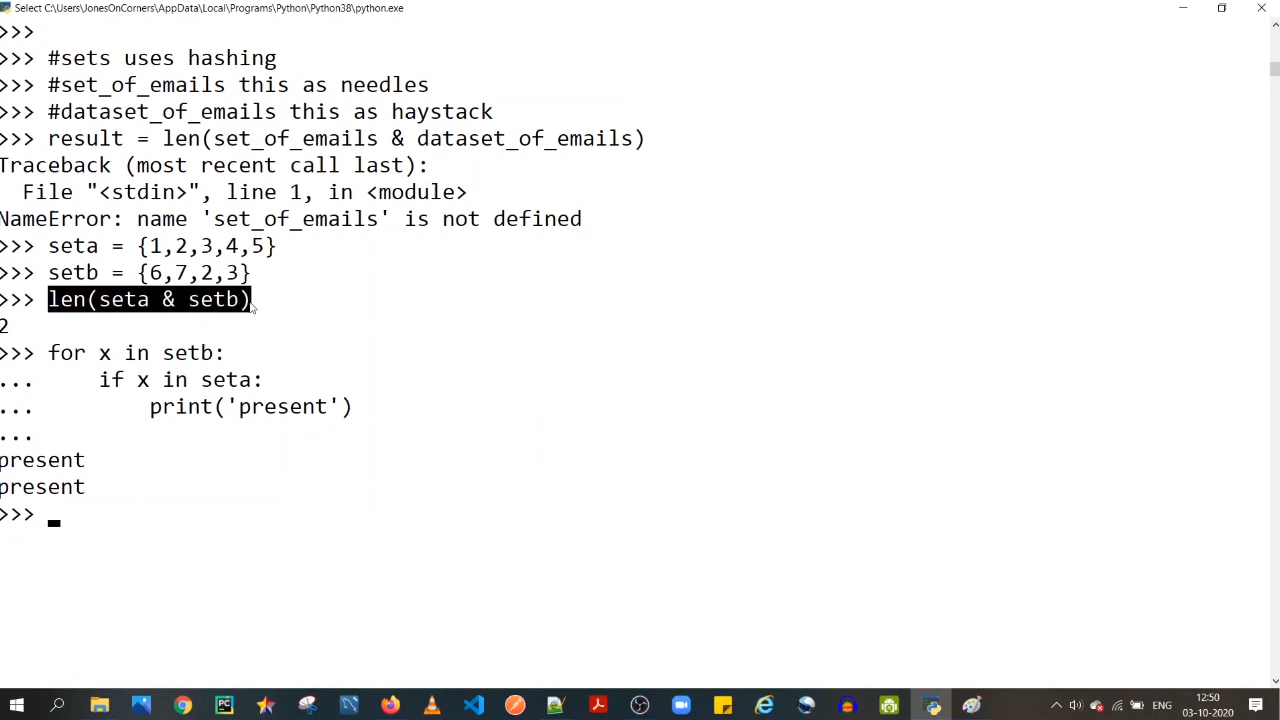 Select C:\Users\JonesOnCorners\AppData\Local\Programs\Python\Python38\python.exe
>>>
>>> #sets uses hashing
>>> #set_of_emails this as needles
>>> #dataset_of_emails this as haystack
>>> result = len(set_of_emails & dataset_of_emails)
Traceback (most recent call last):
  File "<stdin>", line 1, in <module>
NameError: name 'set_of_emails' is not defined
>>> seta = {1,2,3,4,5}
>>> setb = {6,7,2,3}
>>> len(seta & setb)
2
>>> for x in setb:
...     if x in seta:
...         print('present')
...
present
present
>>>
PC
ENG
12:50
03-10-2020